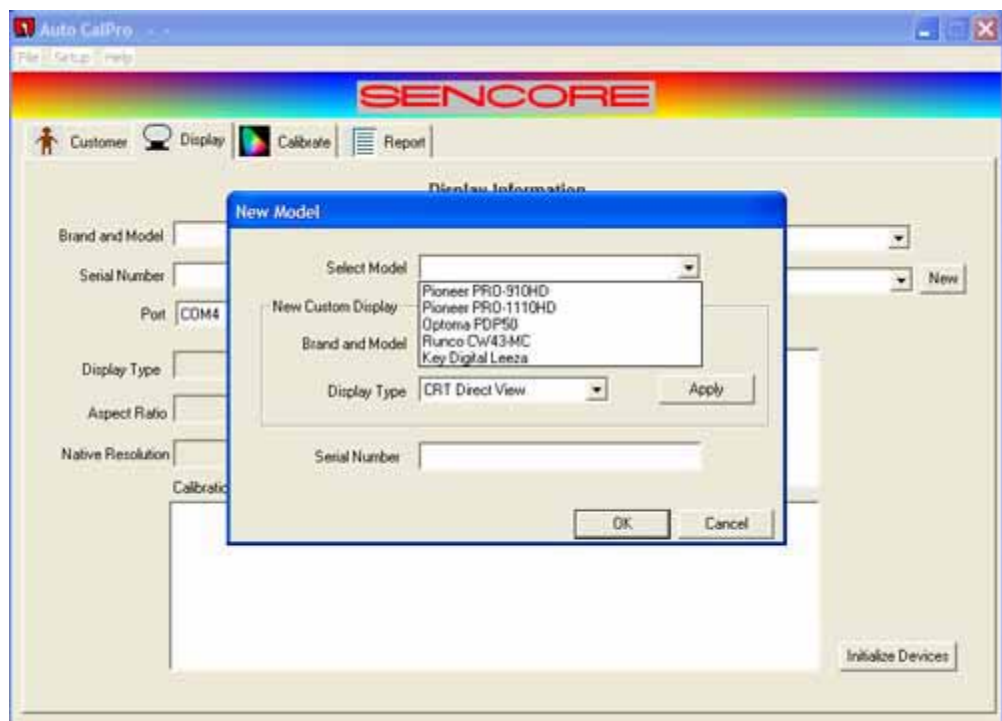 Auto CalPro - -
File Setup Help
SENCORE
Customer Display Calibrate Report
Display Information
New Model
Brand and Model
Select Model
Serial Number
New
Pioneer PRO-910HD
Pioneer PRO-1110HD
Optoma PDP50
Runco CW43-MC
Key Digital Leeza
New Custom Display
Port COM4
Brand and Model
Display Type
Display Type CRT Direct View Apply
Aspect Ratio
Native Resolution
Serial Number
Calibratio
OK Cancel
Initialize Devices